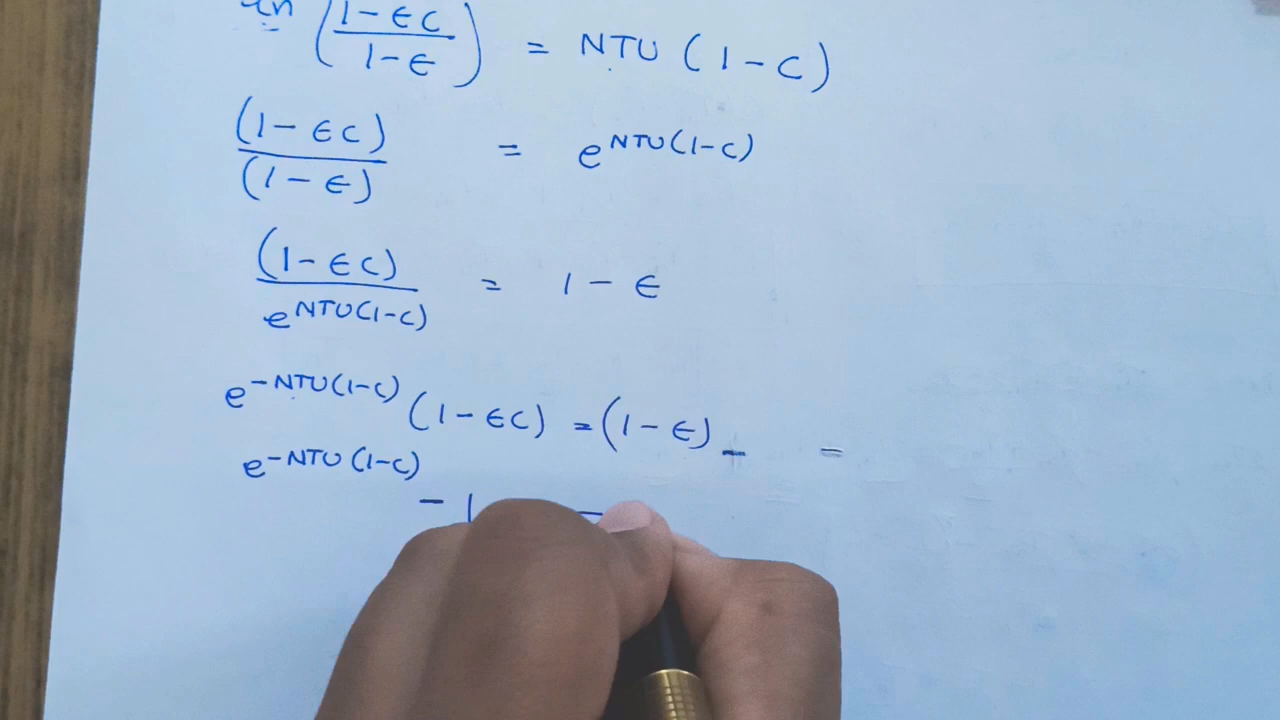 ln (1-εC / 1-ε) = NTU (1-C)
(1-εC) / (1-ε) = e^NTU(1-C)
(1-εC) / e^NTU(1-C) = 1-ε
e^-NTU(1-C) (1-εC) = (1-ε) - =
e^-NTU(1-C)
- 1 -